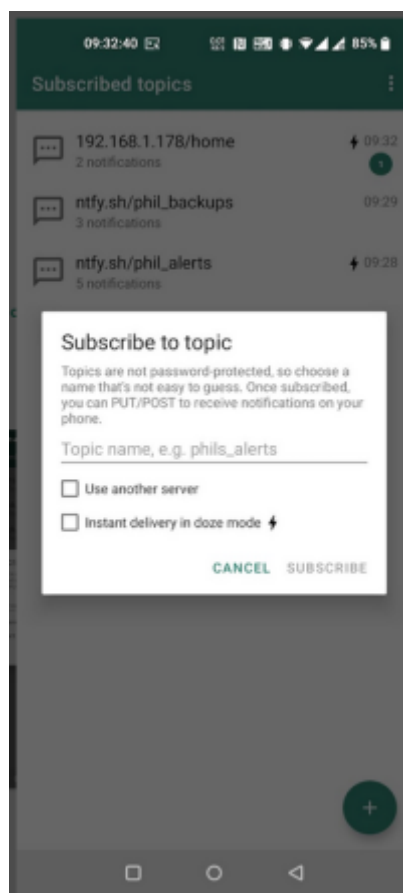 09:32:40 85%
Subscribed topics
192.168.1.178/home 09:32
2 notifications
ntfy.sh/phil_backups 09:29
3 notifications
ntfy.sh/phil_alerts 09:28
5 notifications
Subscribe to topic
Topics are not password-protected, so choose a
name that's not easy to guess. Once subscribed,
you can PUT/POST to receive notifications on your
phone.
Topic name, e.g. phils_alerts
Use another server
Instant delivery in doze mode
CANCEL SUBSCRIBE